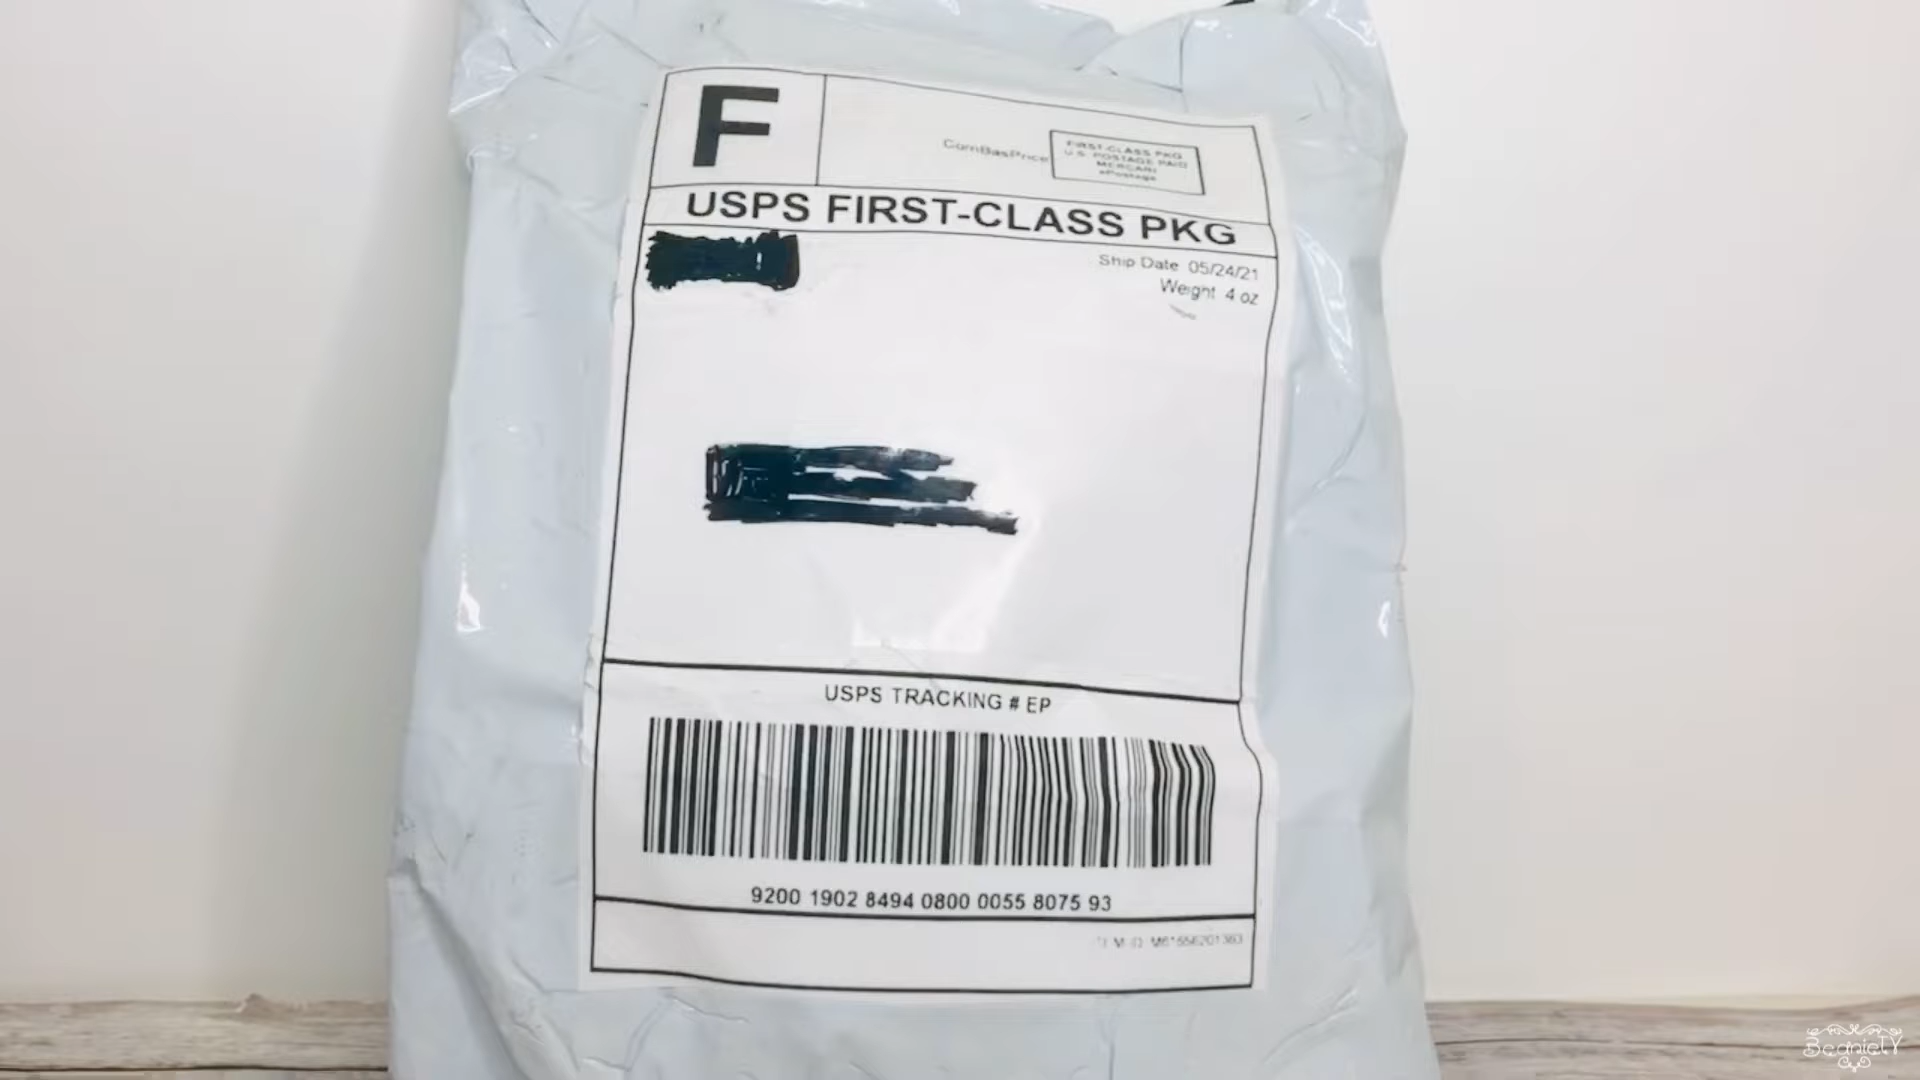 F
ComBasPrice
FIRST-CLASS PKG
U.S. POSTAGE PAID
MERCARI
ePostage
USPS FIRST-CLASS PKG
Ship Date 05/24/21
Weight 4 oz
USPS TRACKING # EP
9200 1902 8494 0800 0055 8075 93
BeanieTY